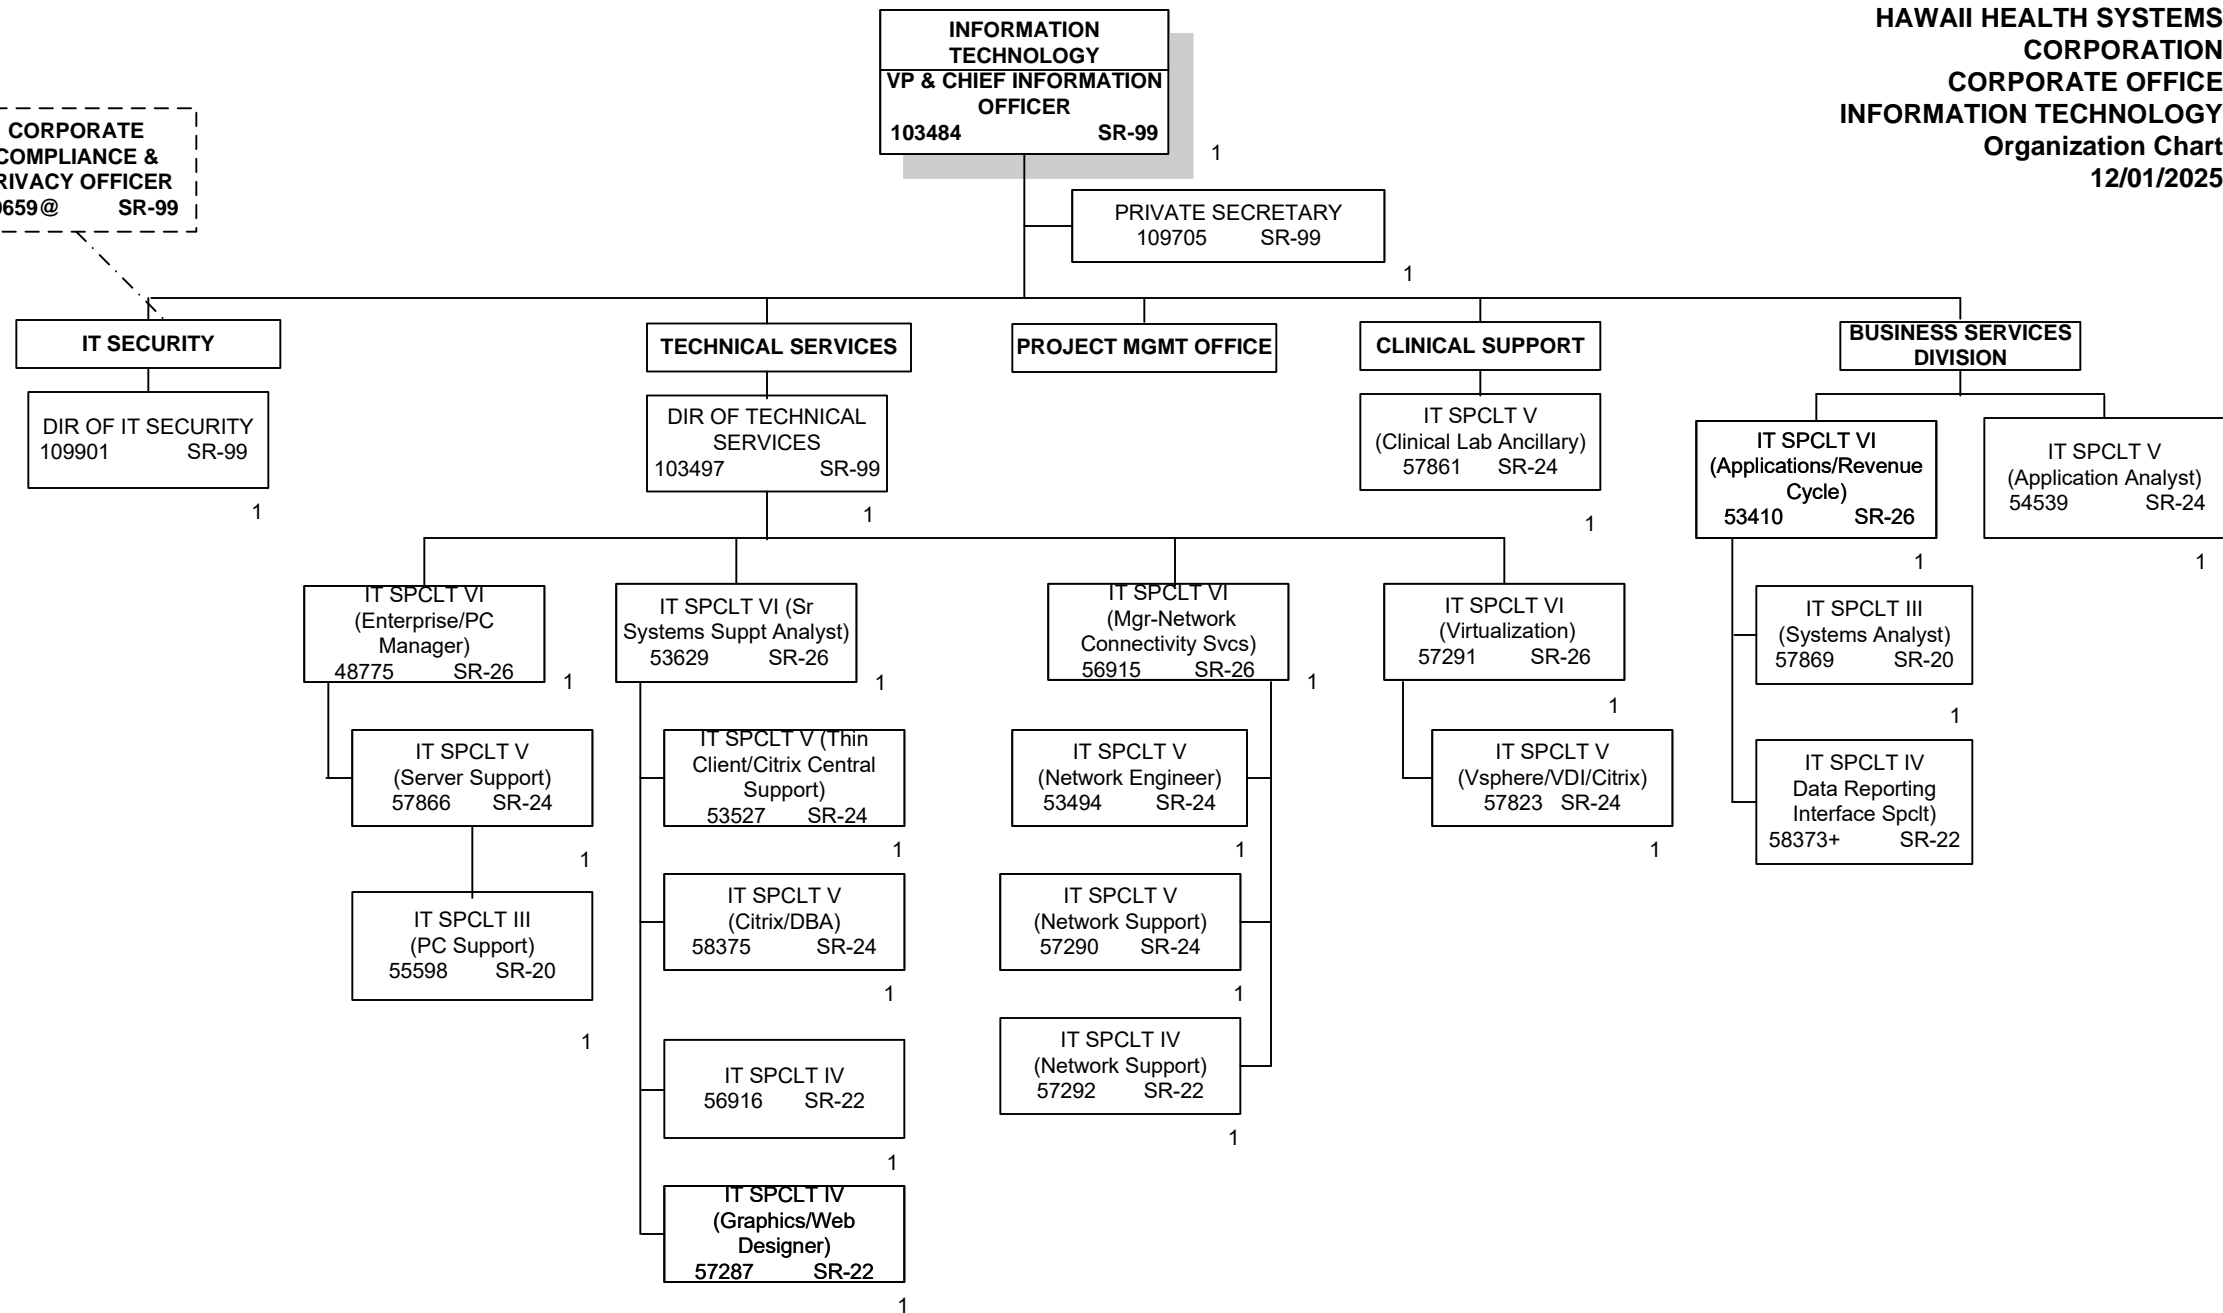 HAWAII HEALTH SYSTEMS
CORPORATION
CORPORATE OFFICE
INFORMATION TECHNOLOGY
Organization Chart
12/01/2025
INFORMATION
TECHNOLOGY
VP & CHIEF INFORMATION
OFFICER
103484 SR-99
1
CORPORATE
COMPLIANCE &
RIVACY OFFICER
659@ SR-99
PRIVATE SECRETARY
109705 SR-99
1
IT SECURITY
DIR OF IT SECURITY
109901 SR-99
1
TECHNICAL SERVICES
DIR OF TECHNICAL
SERVICES
103497 SR-99
1
PROJECT MGMT OFFICE
CLINICAL SUPPORT
IT SPCLT V
(Clinical Lab Ancillary)
57861 SR-24
1
BUSINESS SERVICES
DIVISION
IT SPCLT VI
(Applications/Revenue
Cycle)
53410 SR-26
1
IT SPCLT V
(Application Analyst)
54539 SR-24
1
IT SPCLT III
(Systems Analyst)
57869 SR-20
1
IT SPCLT IV
Data Reporting
Interface Spclt)
58373+ SR-22
IT SPCLT VI
(Enterprise/PC
Manager)
48775 SR-26
1
IT SPCLT V
(Server Support)
57866 SR-24
1
IT SPCLT III
(PC Support)
55598 SR-20
1
IT SPCLT VI (Sr
Systems Suppt Analyst)
53629 SR-26
1
IT SPCLT V (Thin
Client/Citrix Central
Support)
53527 SR-24
1
IT SPCLT V
(Citrix/DBA)
58375 SR-24
1
IT SPCLT IV
56916 SR-22
1
IT SPCLT IV
(Graphics/Web
Designer)
57287 SR-22
1
IT SPCLT VI
(Mgr-Network
Connectivity Svcs)
56915 SR-26
1
IT SPCLT V
(Network Engineer)
53494 SR-24
1
IT SPCLT V
(Network Support)
57290 SR-24
1
IT SPCLT IV
(Network Support)
57292 SR-22
1
IT SPCLT VI
(Virtualization)
57291 SR-26
1
IT SPCLT V
(Vsphere/VDI/Citrix)
57823 SR-24
1